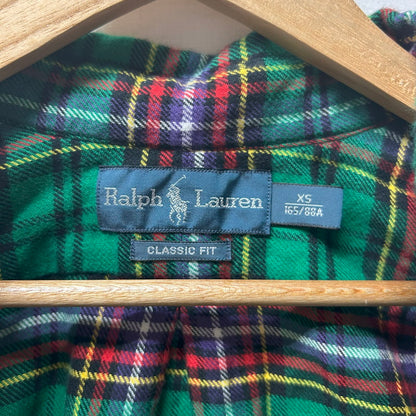 Ralph Lauren
XS
165/88A
CLASSIC FIT